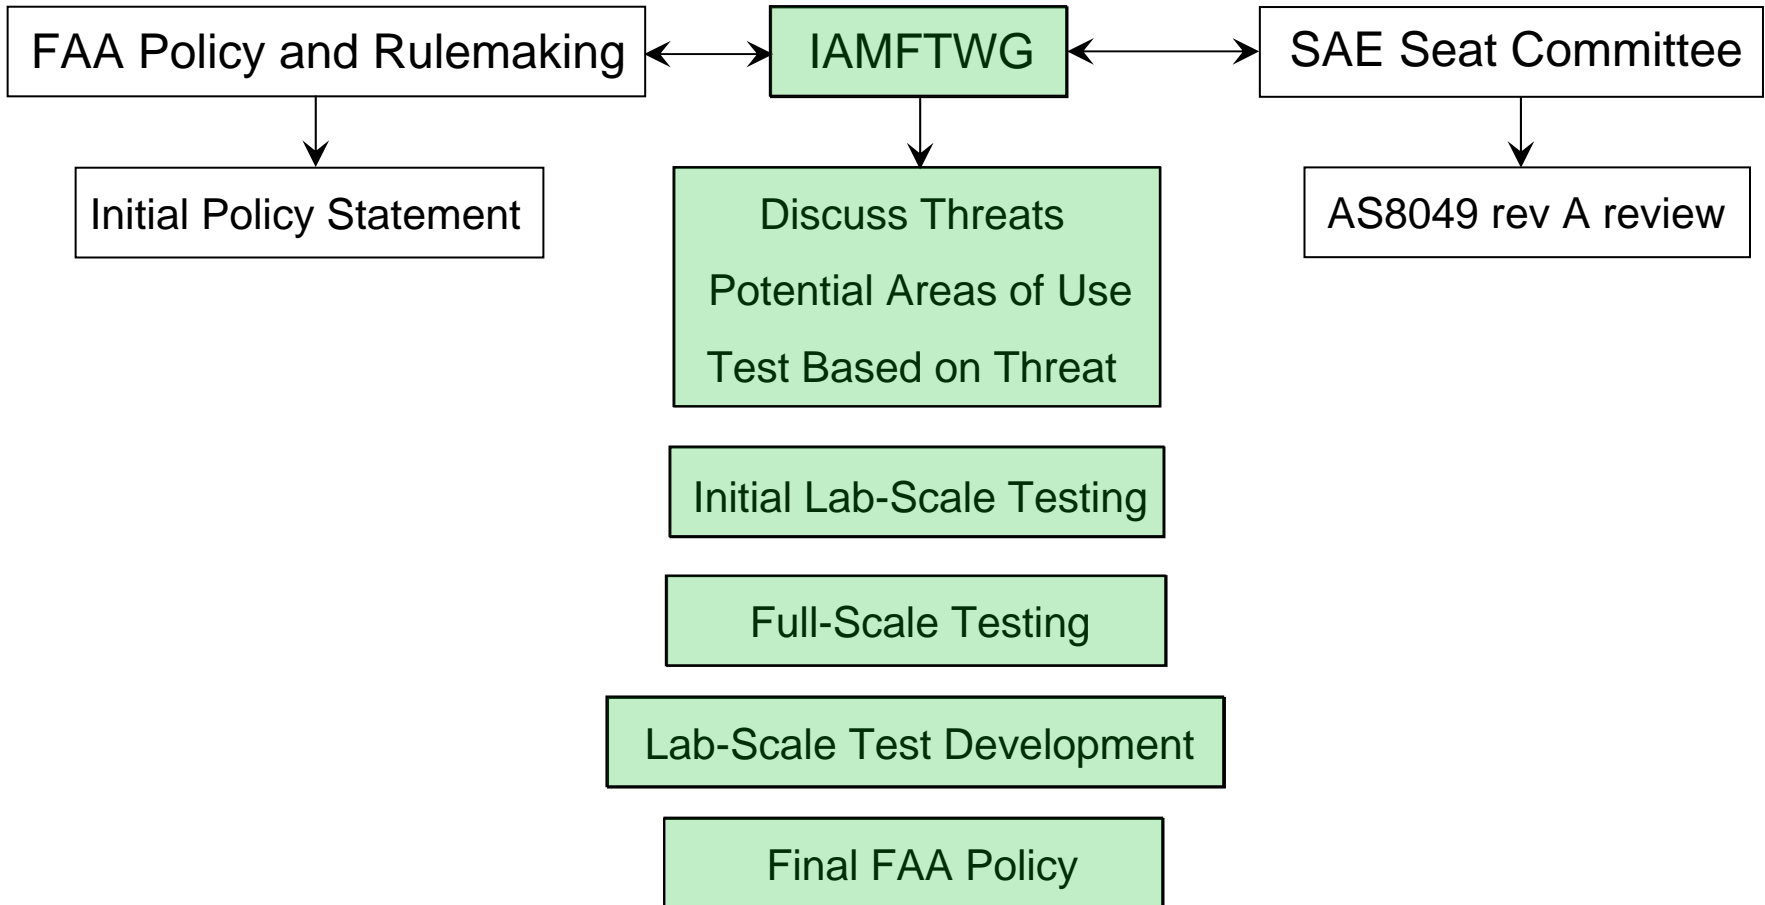 FAA Policy and Rulemaking
IAMFTWG
SAE Seat Committee
Initial Policy Statement
Discuss Threats
Potential Areas of Use
Test Based on Threat
AS8049 rev A review
Initial Lab-Scale Testing
Full-Scale Testing
Lab-Scale Test Development
Final FAA Policy